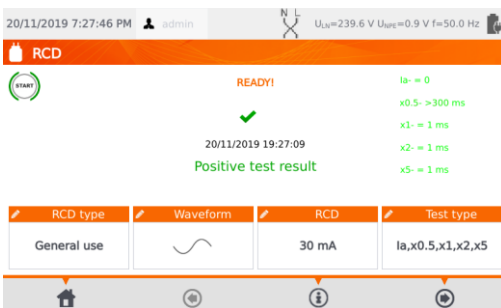 20/11/2019 7:27:46 PM admin N L ULN=239.6 V UNPE=0.9 V f=50.0 Hz
RCD
START
READY!
20/11/2019 19:27:09
Positive test result
Ia- = 0
x0.5- >300 ms
x1- = 1 ms
x2- = 1 ms
x5- = 1 ms
RCD type
General use
Waveform
RCD
30 mA
Test type
Ia,x0.5,x1,x2,x5
i